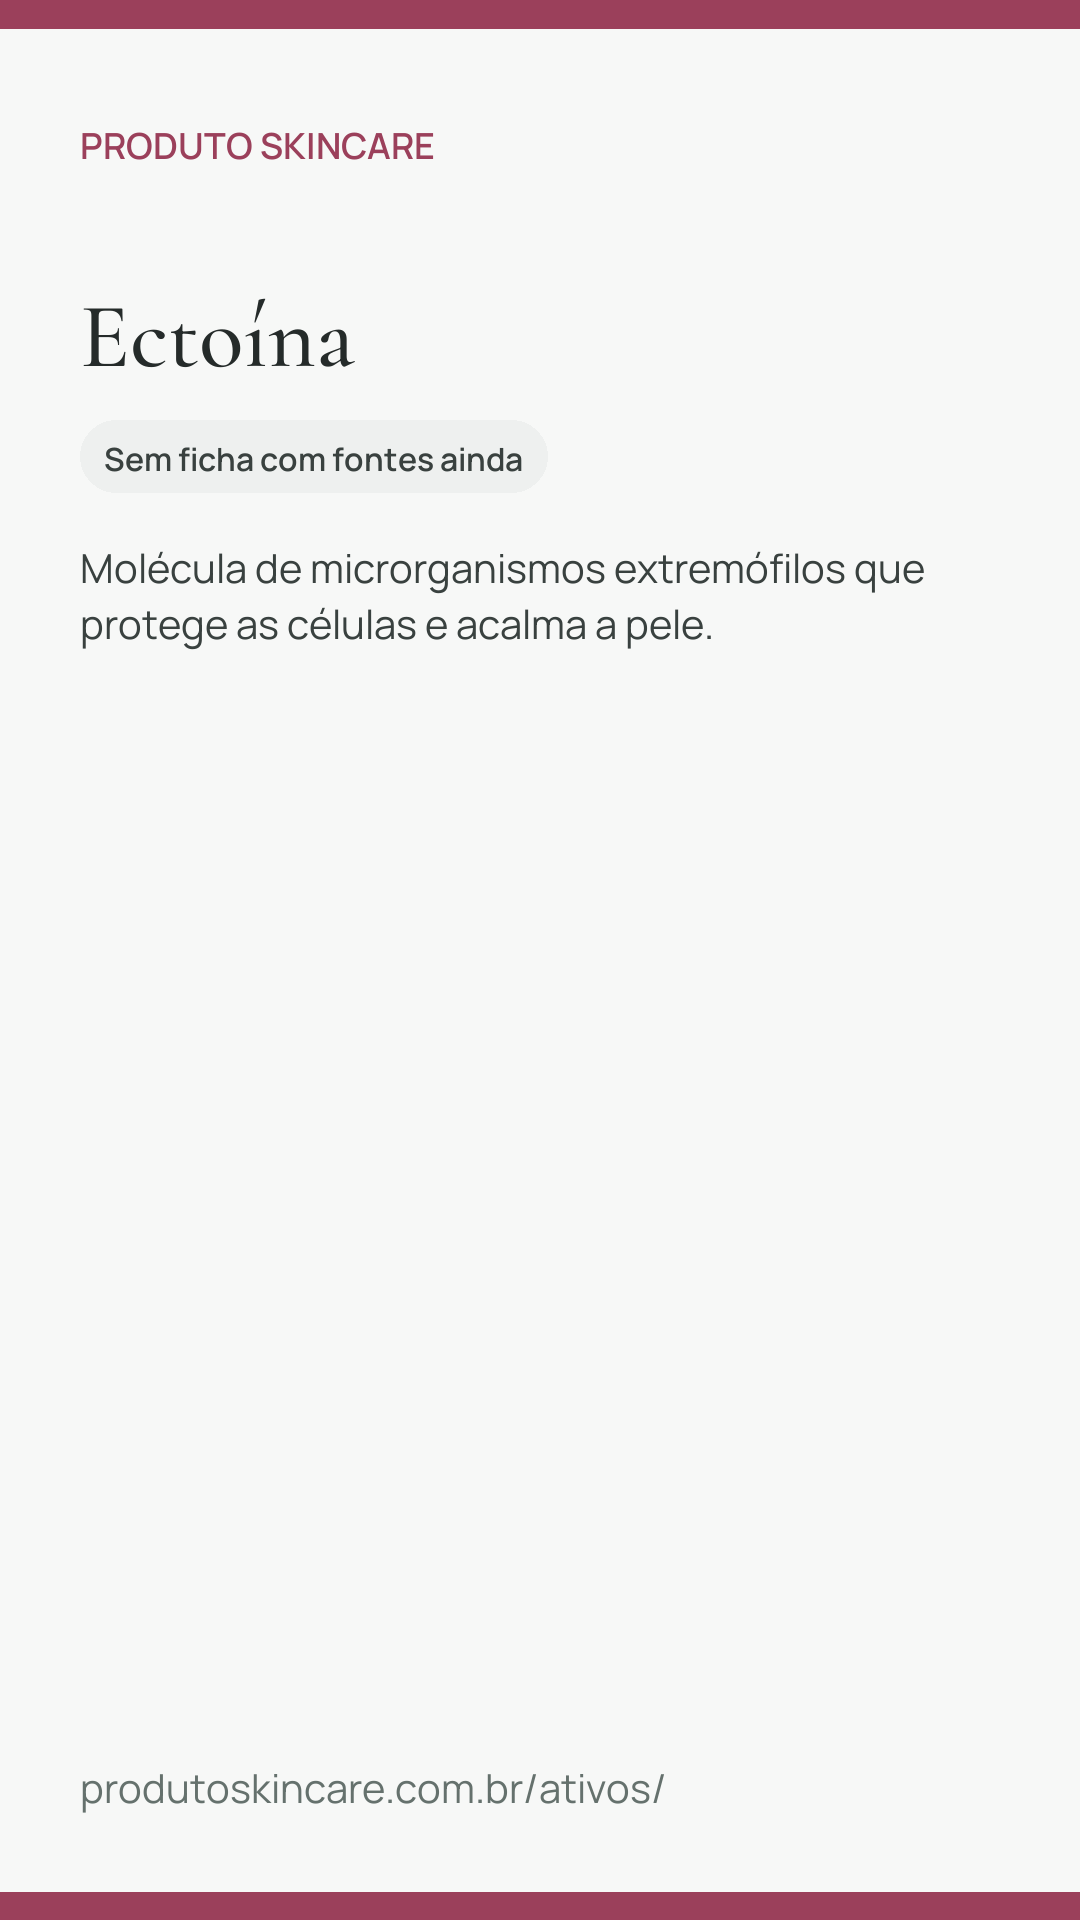 PRODUTO SKINCARE
Ectoína
Sem ficha com fontes ainda
Molécula de microrganismos extremófilos que
protege as células e acalma a pele.
produtoskincare.com.br/ativos/